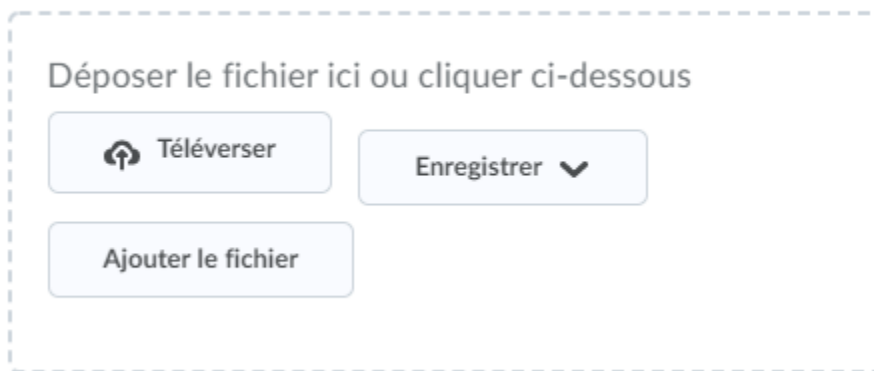 Déposer le fichier ici ou cliquer ci-dessous
Téléverser
Enregistrer
Ajouter le fichier